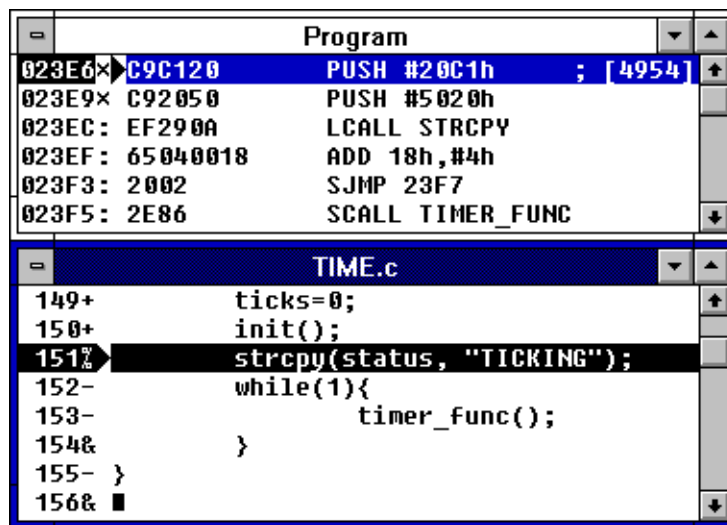 Program
023E6× C9C120 PUSH #20C1h ; [4954]
023E9× C92050 PUSH #5020h
023EC: EF290A LCALL STRCPY
023EF: 65040018 ADD 18h,#4h
023F3: 2002 SJMP 23F7
023F5: 2E86 SCALL TIMER_FUNC
TIME.c
149+ ticks=0;
150+ init();
151% strcpy(status, "TICKING");
152- while(1){
153- timer_func();
154& }
155- }
156&